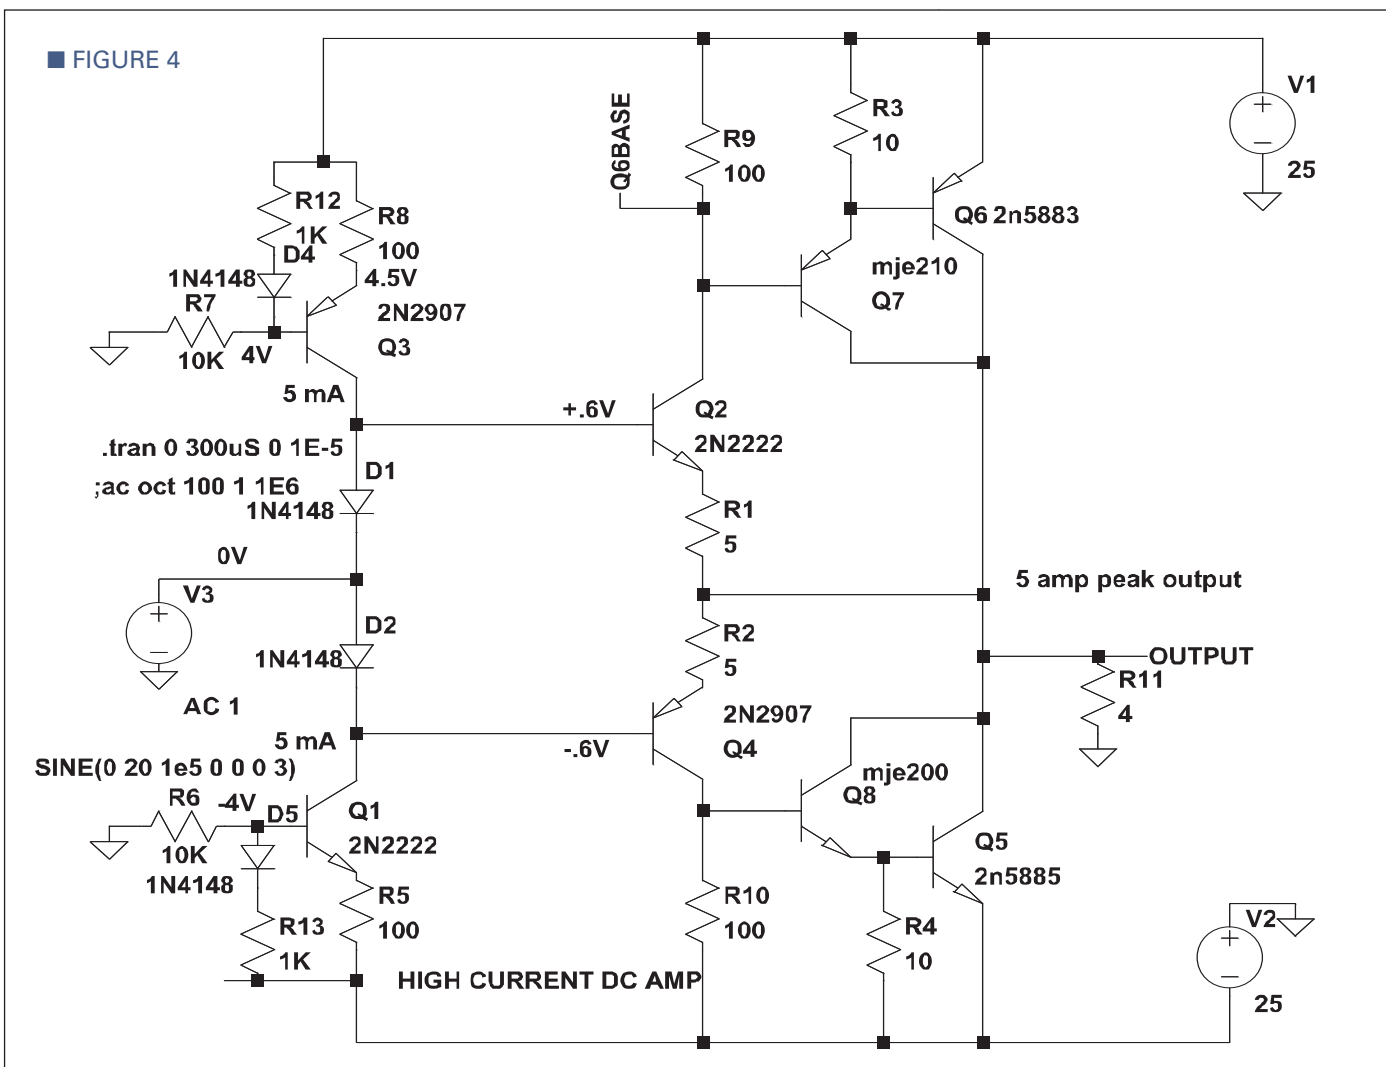 FIGURE 4
V1
25
Q6BASE
R9
100
R3
10
Q6 2n5883
R12
1K
R8
100
D4
1N4148
4.5V
R7
10K
4V
2N2907
Q3
mje210
Q7
5 mA
+.6V
Q2
2N2222
.tran 0 300uS 0 1E-5
;ac oct 100 1 1E6
D1
1N4148
R1
5
0V
V3
5 amp peak output
D2
1N4148
R2
5
OUTPUT
R11
4
AC 1
2N2907
Q4
5 mA
-.6V
SINE(0 20 1e5 0 0 0 3)
mje200
Q8
R6
10K
-4V
D5
1N4148
Q1
2N2222
Q5
2n5885
R13
1K
R5
100
R10
100
R4
10
V2
25
HIGH CURRENT DC AMP